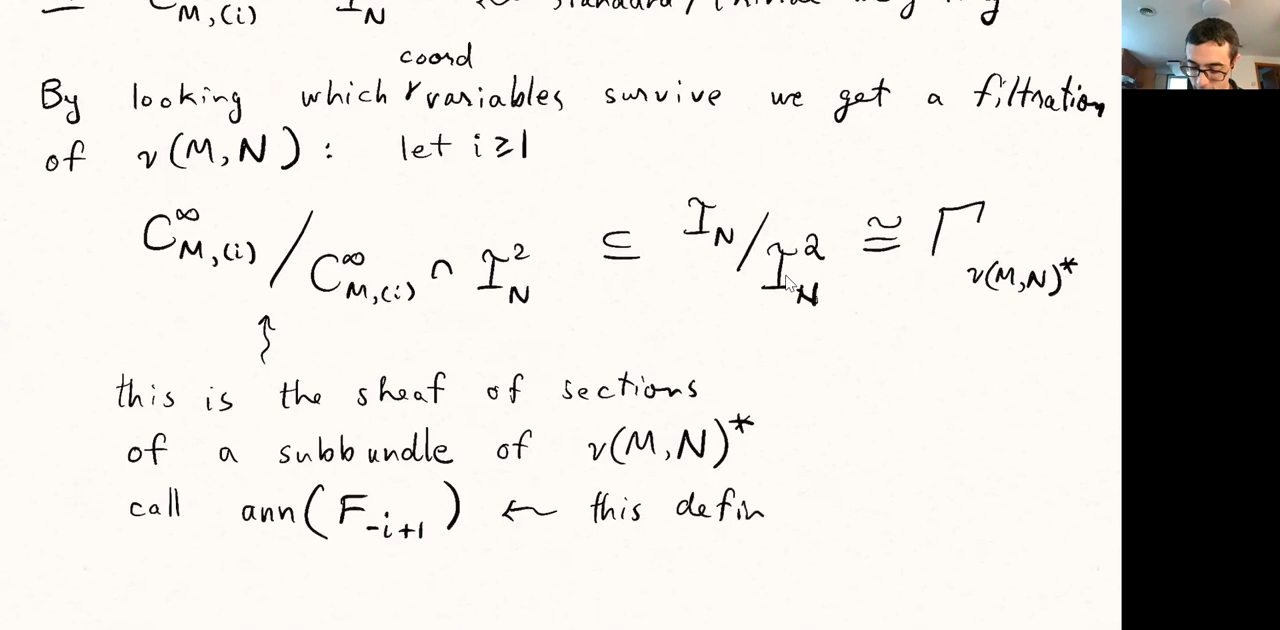 C^∞_{M,(i)} I_N
coord
By looking which variables survive we get a filtration
of ν(M,N): let i≥1
C^∞_{M,(i)} / C^∞_{M,(i)} ∩ I_N^2 ⊆ I_N / I_N^2 ≅ Γ_{ν(M,N)*}
this is the sheaf of sections
of a subbundle of ν(M,N)*
call ann(F_{-i+1}) ← this defin